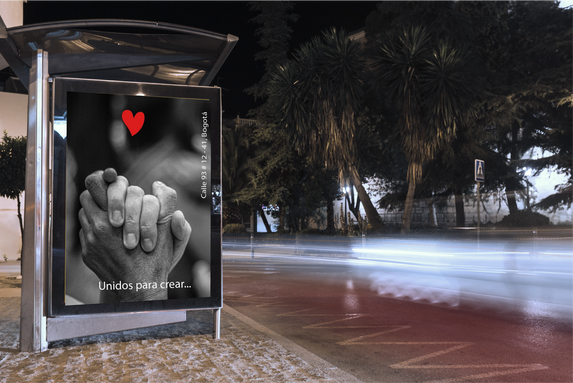 Calle 93 # 12 - 41, Bogotá
Unidos para crear...